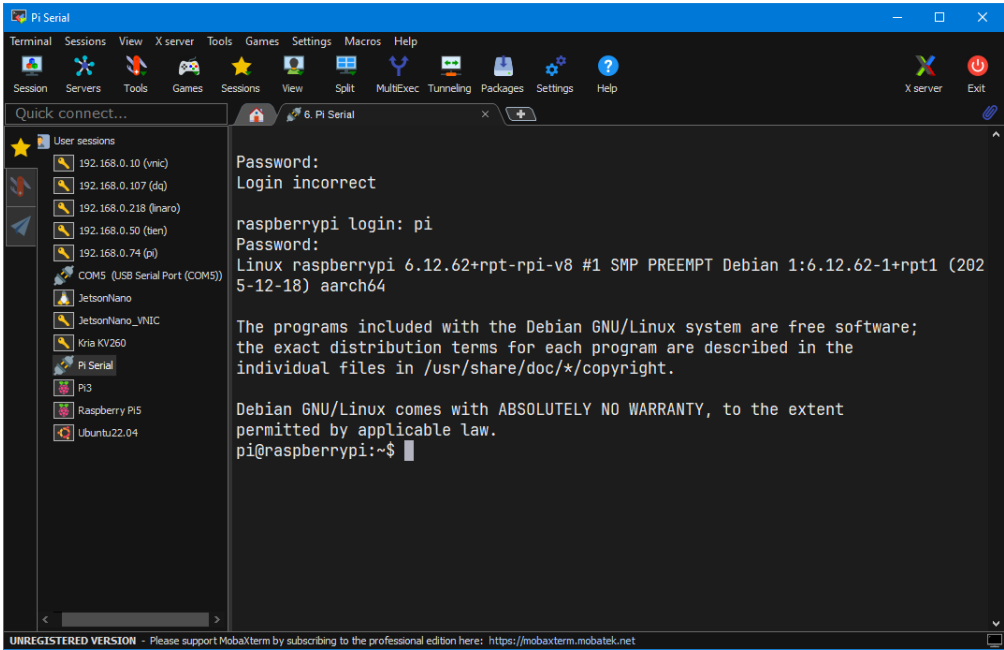 Pi Serial
Terminal Sessions View X server Tools Games Settings Macros Help
Session Servers Tools Games Sessions View Split MultiExec Tunneling Packages Settings Help X server Exit
Quick connect...
6. Pi Serial
User sessions
192.168.0.10 (vnic)
192.168.0.107 (dq)
192.168.0.218 (linaro)
192.168.0.50 (tien)
192.168.0.74 (pi)
COM5 (USB Serial Port (COM5))
JetsonNano
JetsonNano_VNIC
Kria KV260
Pi Serial
Pi3
Raspberry Pi5
Ubuntu22.04
Password:
Login incorrect
raspberrypi login: pi
Password:
Linux raspberrypi 6.12.62+rpt-rpi-v8 #1 SMP PREEMPT Debian 1:6.12.62-1+rpt1 (202
5-12-18) aarch64
The programs included with the Debian GNU/Linux system are free software;
the exact distribution terms for each program are described in the
individual files in /usr/share/doc/*/copyright.
Debian GNU/Linux comes with ABSOLUTELY NO WARRANTY, to the extent
permitted by applicable law.
pi@raspberrypi:~$
UNREGISTERED VERSION - Please support MobaXterm by subscribing to the professional edition here: https://mobaxterm.mobatek.net